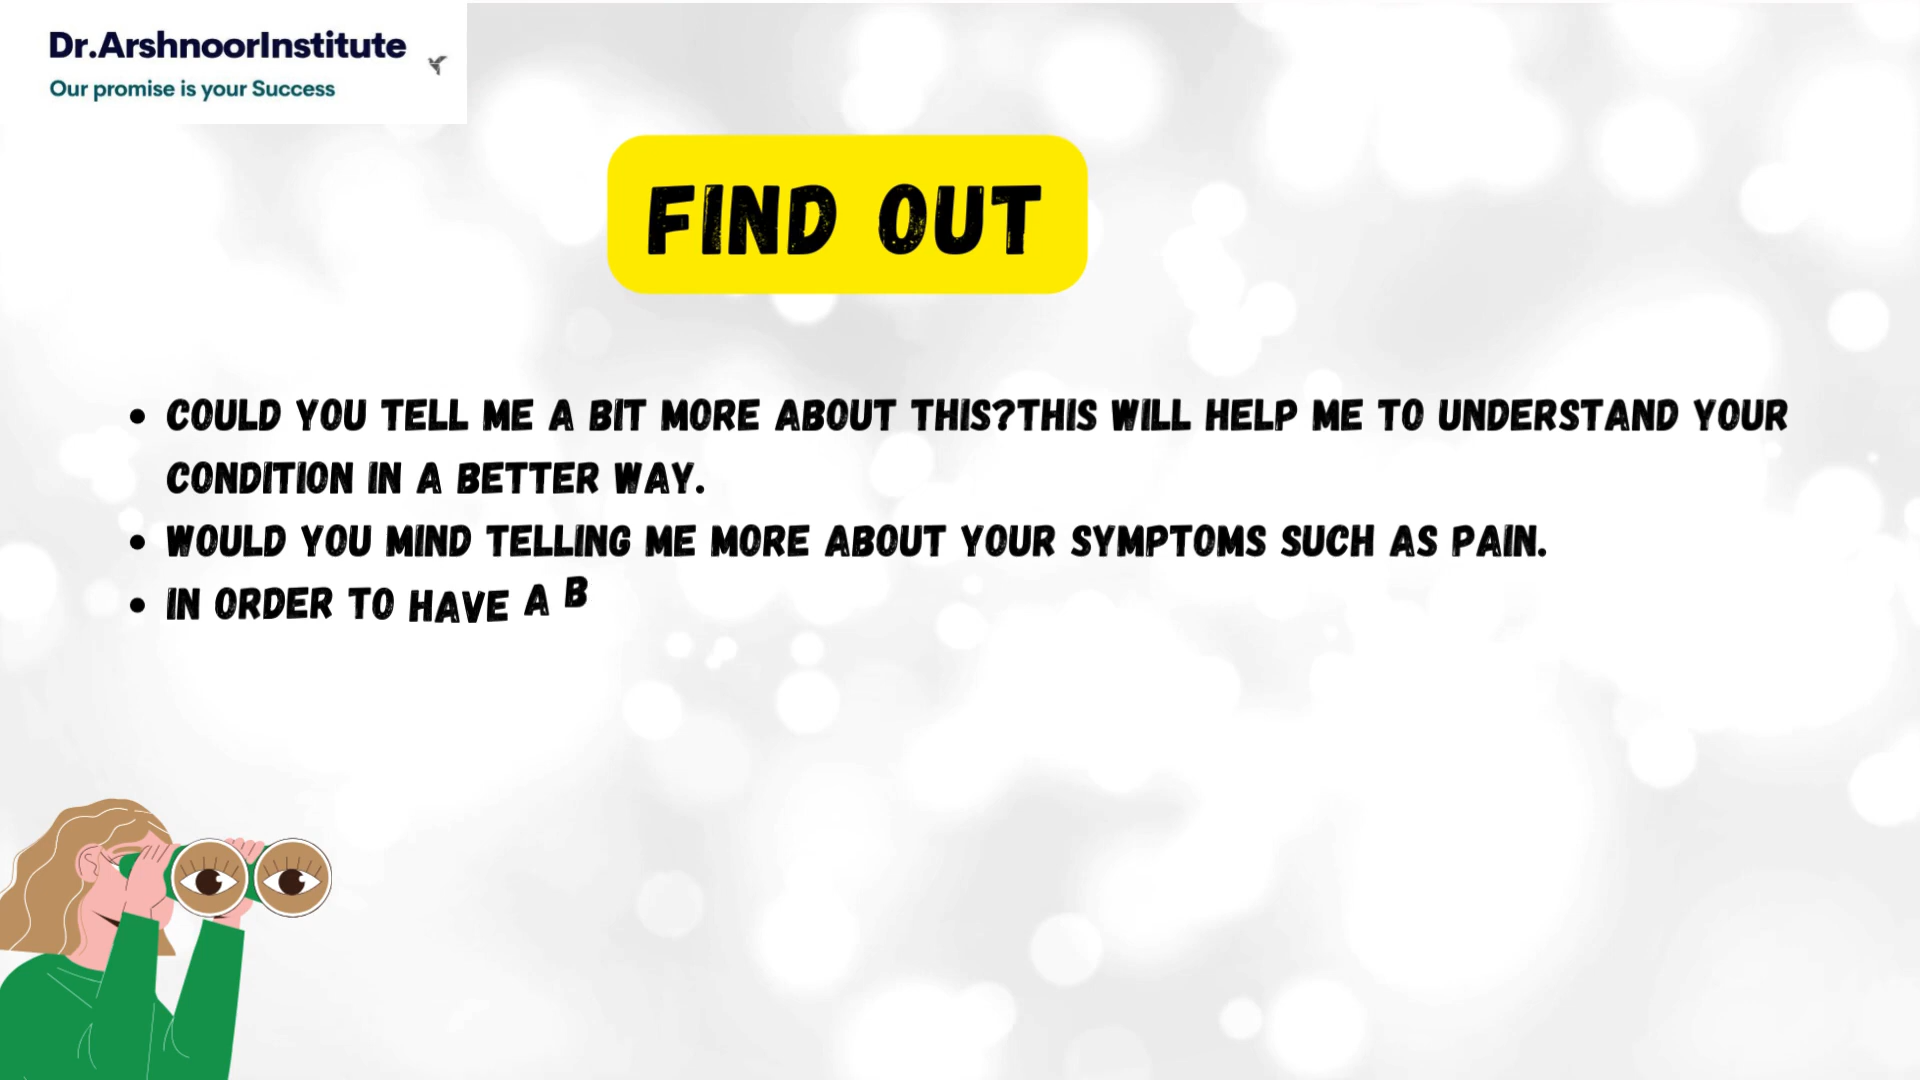 Dr.ArshnoorInstitute
Our promise is your Success
FIND OUT
• COULD YOU TELL ME A BIT MORE ABOUT THIS?THIS WILL HELP ME TO UNDERSTAND YOUR
CONDITION IN A BETTER WAY.
• WOULD YOU MIND TELLING ME MORE ABOUT YOUR SYMPTOMS SUCH AS PAIN.
• IN ORDER TO HAVE A B